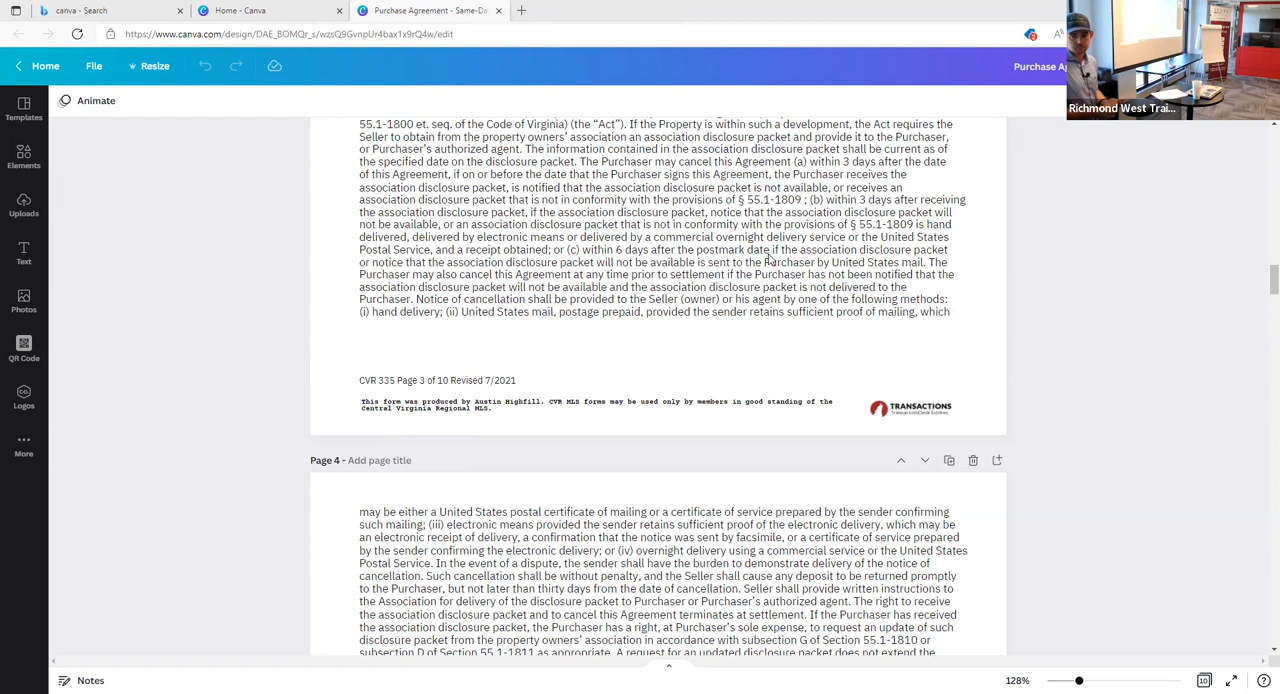 canva - Search
Home - Canva
Purchase Agreement - Same-Da
https://www.canva.com/design/DAE_BOMQr_s/wzsQ9GvnpUr4bax1x9rQ4w/edit
Home
File
Resize
Purchase Ag
Richmond West Trai...
Animate
Templates
Elements
Uploads
Text
Photos
QR Code
Logos
More
55.1-1800 et. seq. of the Code of Virginia) (the “Act”). If the Property is within such a development, the Act requires the
Seller to obtain from the property owners’ association an association disclosure packet and provide it to the Purchaser,
or Purchaser’s authorized agent. The information contained in the association disclosure packet shall be current as of
the specified date on the disclosure packet. The Purchaser may cancel this Agreement (a) within 3 days after the date
of this Agreement, if on or before the date that the Purchaser signs this Agreement, the Purchaser receives the
association disclosure packet, is notified that the association disclosure packet is not available, or receives an
association disclosure packet that is not in conformity with the provisions of § 55.1-1809 ; (b) within 3 days after receiving
the association disclosure packet, if the association disclosure packet, notice that the association disclosure packet will
not be available, or an association disclosure packet that is not in conformity with the provisions of § 55.1-1809 is hand
delivered, delivered by electronic means or delivered by a commercial overnight delivery service or the United States
Postal Service, and a receipt obtained; or (c) within 6 days after the postmark date if the association disclosure packet
or notice that the association disclosure packet will not be available is sent to the Purchaser by United States mail. The
Purchaser may also cancel this Agreement at any time prior to settlement if the Purchaser has not been notified that the
association disclosure packet will not be available and the association disclosure packet is not delivered to the
Purchaser. Notice of cancellation shall be provided to the Seller (owner) or his agent by one of the following methods:
(i) hand delivery; (ii) United States mail, postage prepaid, provided the sender retains sufficient proof of mailing, which
CVR 335 Page 3 of 10 Revised 7/2021
This form was produced by Austin Highfill. CVR MLS forms may be used only by members in good standing of the
Central Virginia Regional MLS.
TRANSACTIONS
TransactionDesk Edition
Page 4 - Add page title
may be either a United States postal certificate of mailing or a certificate of service prepared by the sender confirming
such mailing; (iii) electronic means provided the sender retains sufficient proof of the electronic delivery, which may be
an electronic receipt of delivery, a confirmation that the notice was sent by facsimile, or a certificate of service prepared
by the sender confirming the electronic delivery; or (iv) overnight delivery using a commercial service or the United States
Postal Service. In the event of a dispute, the sender shall have the burden to demonstrate delivery of the notice of
cancellation. Such cancellation shall be without penalty, and the Seller shall cause any deposit to be returned promptly
to the Purchaser, but not later than thirty days from the date of cancellation. Seller shall provide written instructions to
the Association for delivery of the disclosure packet to Purchaser or Purchaser’s authorized agent. The right to receive
the association disclosure packet and to cancel this Agreement terminates at settlement. If the Purchaser has received
the association disclosure packet, the Purchaser has a right, at Purchaser’s sole expense, to request an update of such
disclosure packet from the property owners’ association in accordance with subsection G of Section 55.1-1810 or
subsection D of Section 55.1-1811 as appropriate. A request for an updated disclosure packet does not extend the
Notes
128%
10